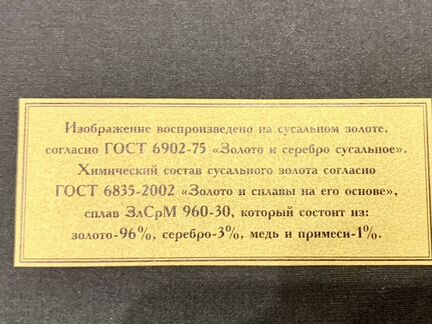 Изображение воспроизведено на сусальном золоте,
согласно ГОСТ 6902-75 «Золото и серебро сусальное».
Химический состав сусального золота согласно
ГОСТ 6835-2002 «Золото и сплавы на его основе»,
сплав ЗлСрМ 960-30, который состоит из:
золото-96%, серебро-3%, медь и примеси-1%.